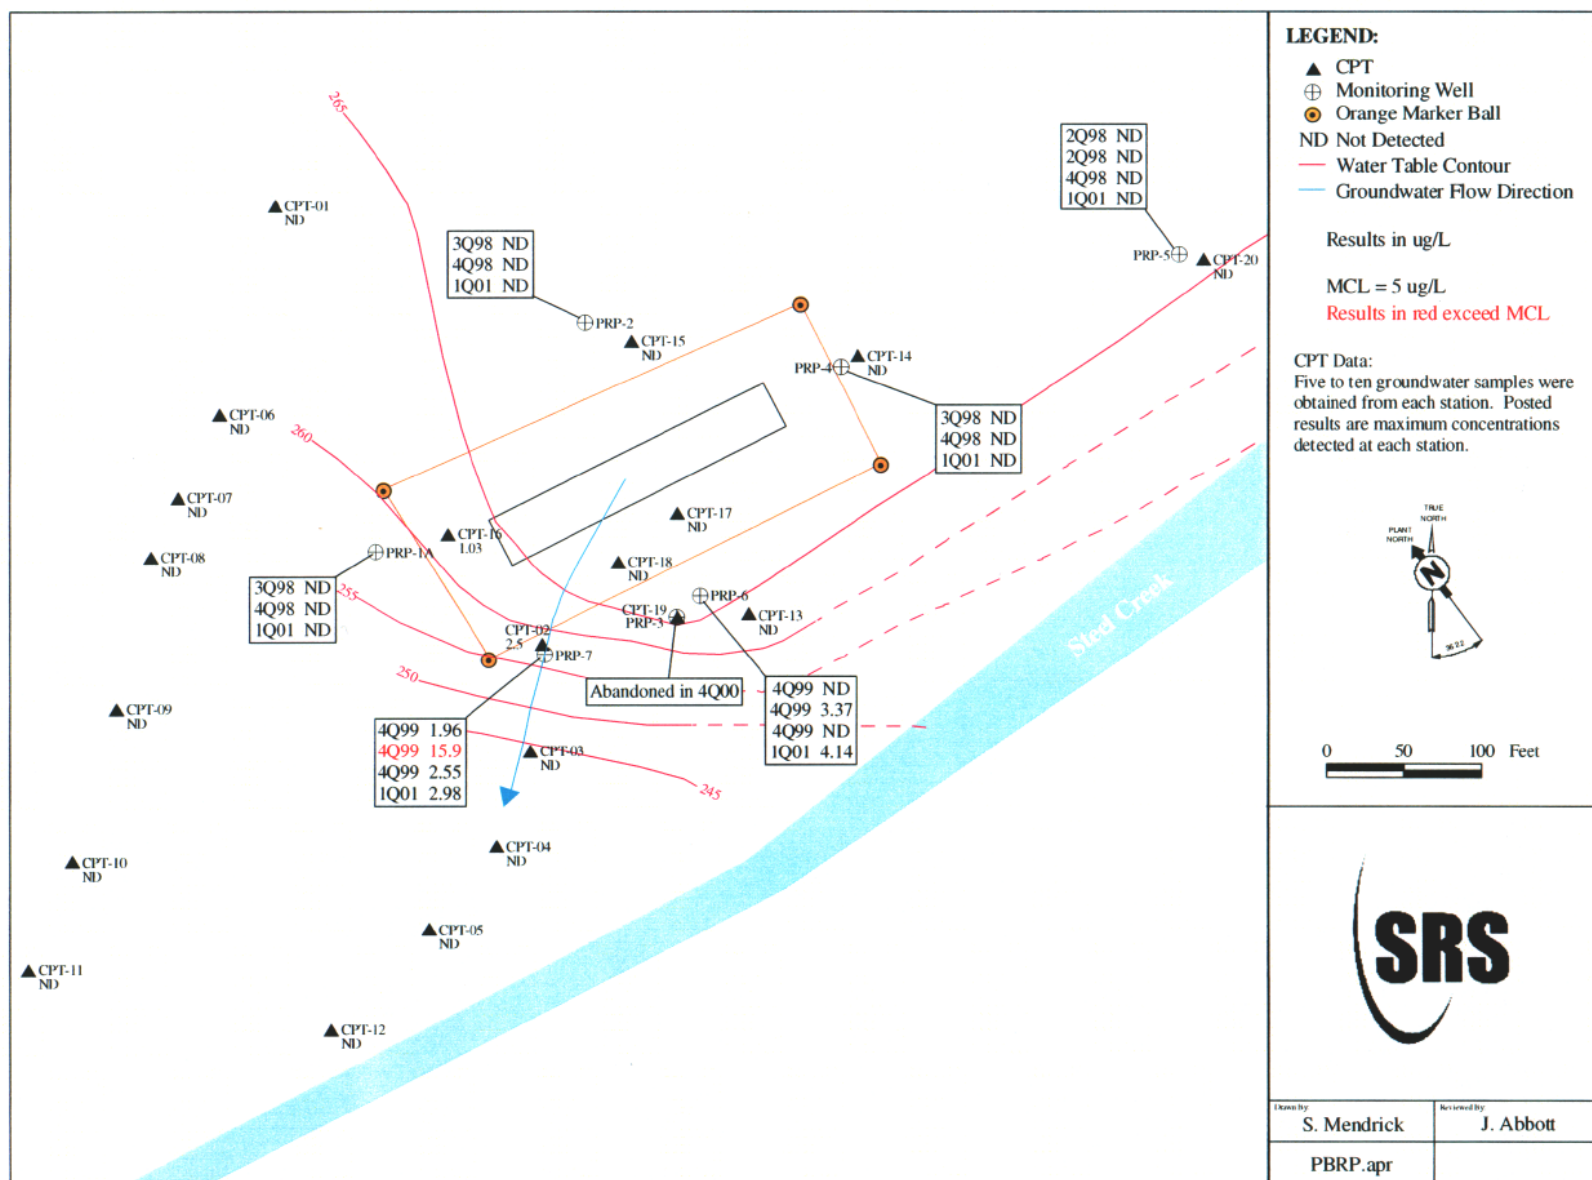 265
CPT-01
ND
3Q98 ND
4Q98 ND
1Q01 ND
PRP-2
CPT-15
ND
2Q98 ND
2Q98 ND
4Q98 ND
1Q01 ND
PRP-5
CPT-20
ND
PRP-4
CPT-14
ND
3Q98 ND
4Q98 ND
1Q01 ND
CPT-06
ND
260
CPT-07
ND
CPT-08
ND
CPT-16
1.03
PRP-1A
3Q98 ND
4Q98 ND
1Q01 ND
255
CPT-17
ND
CPT-18
ND
PRP-6
CPT-19
PRP-3
CPT-13
ND
CPT-02
2.5
PRP-7
250
Abandoned in 4Q00
4Q99 ND
4Q99 3.37
4Q99 ND
1Q01 4.14
CPT-09
ND
4Q99 1.96
4Q99 15.9
4Q99 2.55
1Q01 2.98
CPT-03
ND
245
Steel Creek
CPT-04
ND
CPT-10
ND
CPT-05
ND
CPT-11
ND
CPT-12
ND
LEGEND:
CPT
Monitoring Well
Orange Marker Ball
ND Not Detected
Water Table Contour
Groundwater Flow Direction
Results in ug/L
MCL = 5 ug/L
Results in red exceed MCL
CPT Data:
Five to ten groundwater samples were
obtained from each station. Posted
results are maximum concentrations
detected at each station.
TRUE
NORTH
PLANT
NORTH
N
0 50 100 Feet
SRS
Drawn by
S. Mendrick
Reviewed by
J. Abbott
PBRP.apr